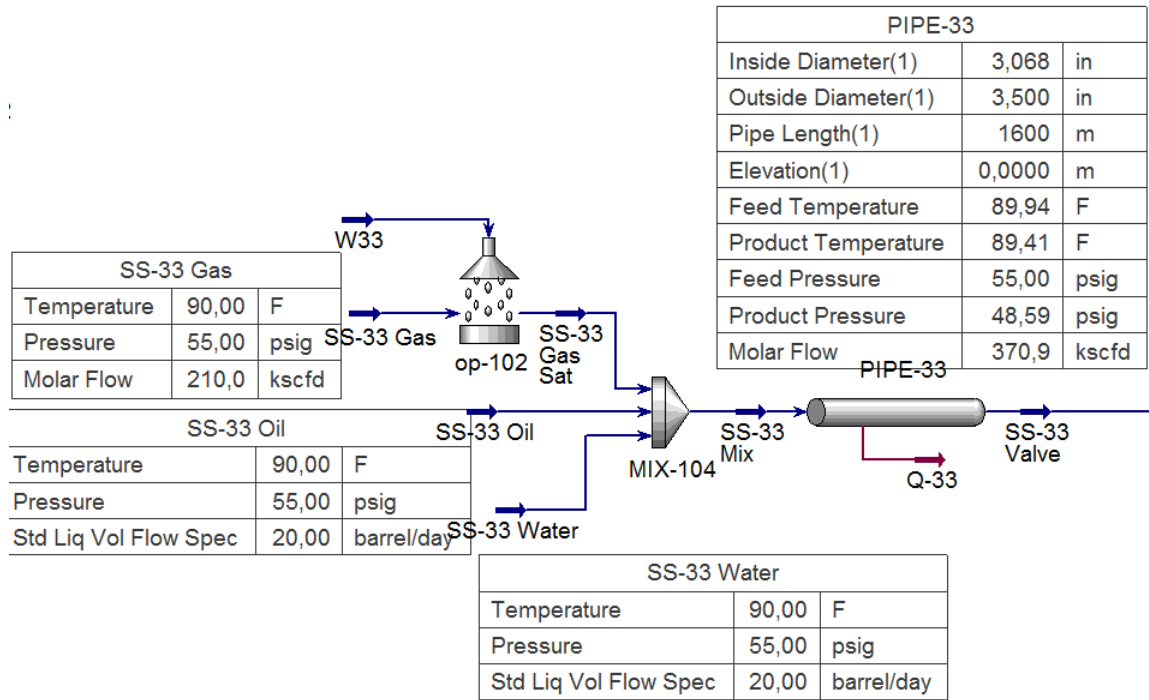 PIPE-33
Inside Diameter(1) 3,068 in
Outside Diameter(1) 3,500 in
Pipe Length(1) 1600 m
Elevation(1) 0,0000 m
Feed Temperature 89,94 F
Product Temperature 89,41 F
Feed Pressure 55,00 psig
Product Pressure 48,59 psig
Molar Flow 370,9 kscfd
W33
SS-33 Gas
Temperature 90,00 F
Pressure 55,00 psig
Molar Flow 210,0 kscfd
SS-33 Gas
op-102
SS-33
Gas
Sat
PIPE-33
SS-33 Oil
Temperature 90,00 F
Pressure 55,00 psig
Std Liq Vol Flow Spec 20,00 barrel/day
SS-33 Oil
MIX-104
SS-33
Mix
SS-33
Valve
Q-33
SS-33 Water
SS-33 Water
Temperature 90,00 F
Pressure 55,00 psig
Std Liq Vol Flow Spec 20,00 barrel/day